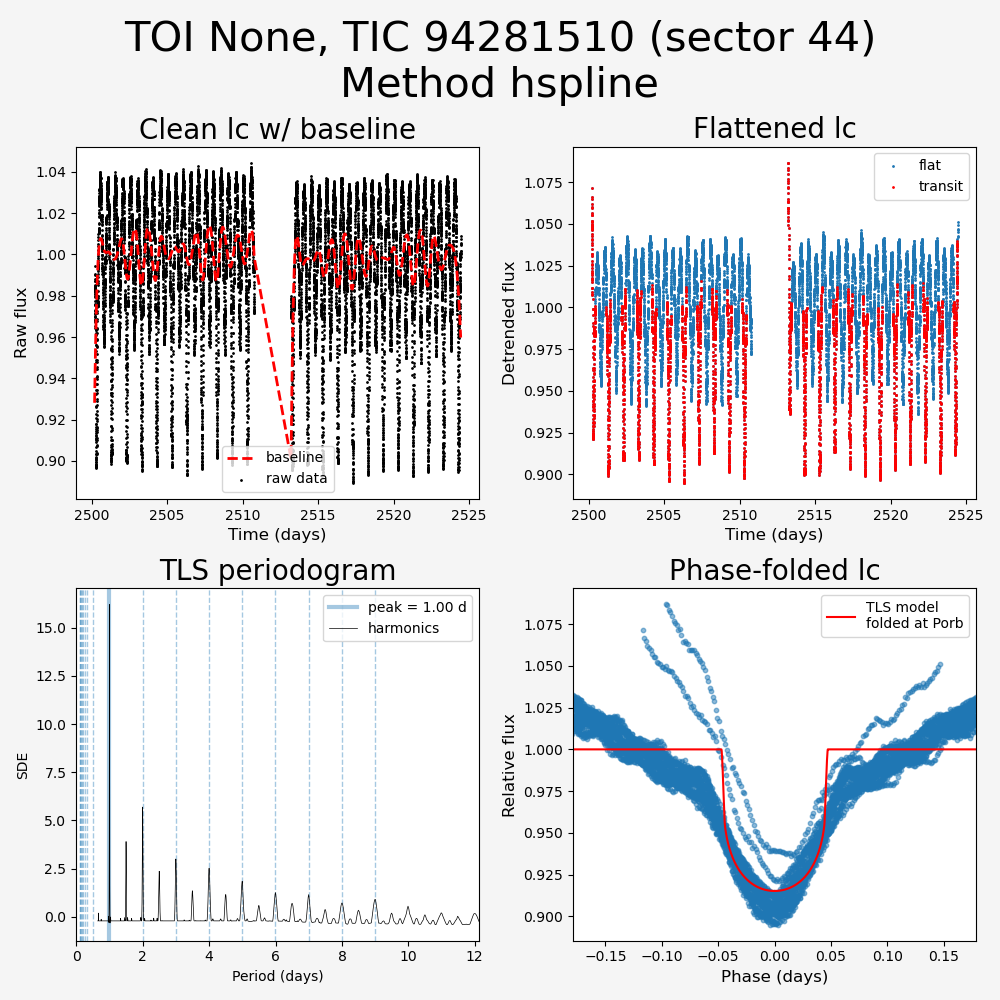 TOI None, TIC 94281510 (sector 44)
Method hspline
Clean lc w/ baseline
Raw flux
1.04
1.02
1.00
0.98
0.96
0.94
0.92
0.90
baseline
raw data
2500
2505
2510
2515
2520
2525
Time (days)
Flattened lc
Detrended flux
1.075
1.050
1.025
1.000
0.975
0.950
0.925
0.900
flat
transit
2500
2505
2510
2515
2520
2525
Time (days)
TLS periodogram
SDE
15.0
12.5
10.0
7.5
5.0
2.5
0.0
peak = 1.00 d
harmonics
0
2
4
6
8
10
12
Period (days)
Phase-folded lc
Relative flux
1.075
1.050
1.025
1.000
0.975
0.950
0.925
0.900
TLS model
folded at Porb
−0.15
−0.10
−0.05
0.00
0.05
0.10
0.15
Phase (days)